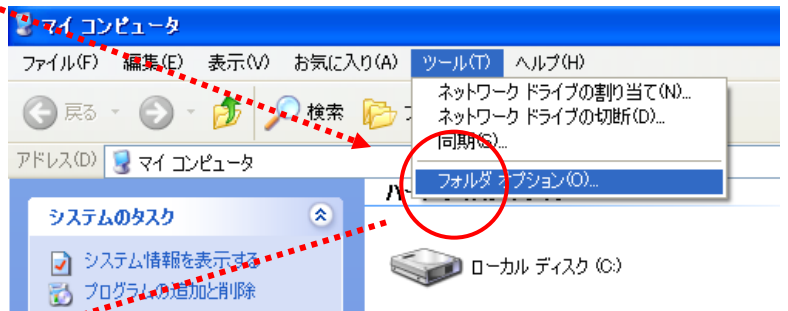 マイ コンピュータ
ファイル(F) 編集(E) 表示(V) お気に入り(A) ツール(T) ヘルプ(H)
ネットワーク ドライブの割り当て(N)...
戻る 検索 ネットワーク ドライブの切断(D)...
同期(S)...
アドレス(D) マイ コンピュータ
フォルダ オプション(O)...
システムのタスク
システム情報を表示する
ローカル ディスク (C:)
プログラムの追加と削除